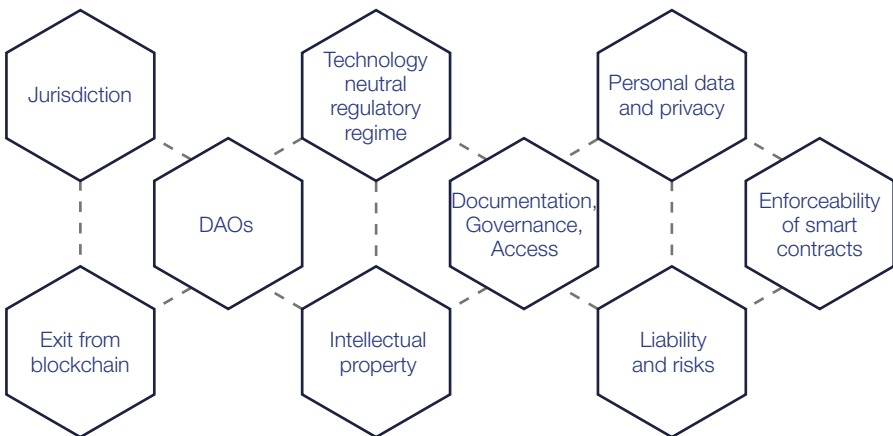 Jurisdiction
Technology
neutral
regulatory
regime
Personal data
and privacy
DAOs
Documentation,
Governance,
Access
Enforceability
of smart
contracts
Exit from
blockchain
Intellectual
property
Liability
and risks